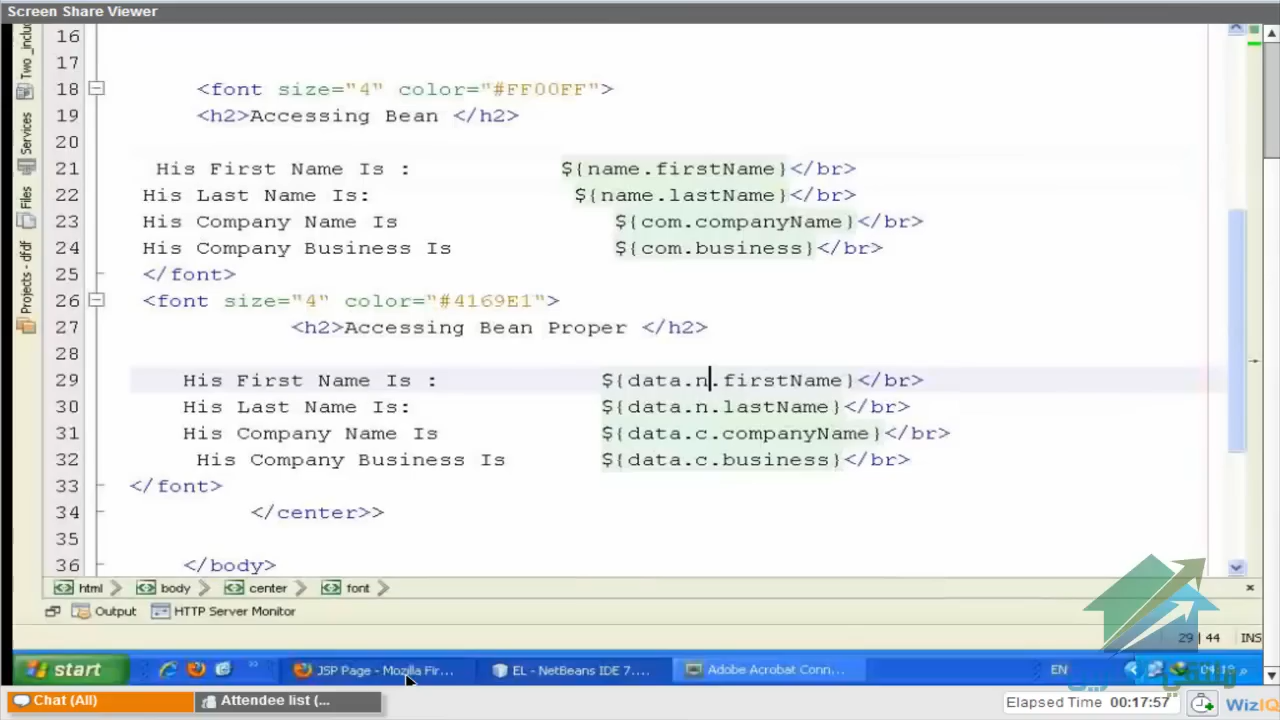 Screen Share Viewer
Two _includ
Services
Files
Projects - dfdf
16
17
18 <font size="4" color="#FF00FF">
19 <h2>Accessing Bean </h2>
20
21 His First Name Is : ${name.firstName}</br>
22 His Last Name Is: ${name.lastName}</br>
23 His Company Name Is ${com.companyName}</br>
24 His Company Business Is ${com.business}</br>
25 </font>
26 <font size="4" color="#4169E1">
27 <h2>Accessing Bean Proper </h2>
28
29 His First Name Is : ${data.n.firstName}</br>
30 His Last Name Is: ${data.n.lastName}</br>
31 His Company Name Is ${data.c.companyName}</br>
32 His Company Business Is ${data.c.business}</br>
33 </font>
34 </center>>
35
36 </body>
html body center font
Output HTTP Server Monitor
29 | 44 INS
start JSP Page - Mozilla Fir... EL - NetBeans IDE 7.... Adobe Acrobat Conn... EN
Chat (All) Attendee list (...
Elapsed Time 00:17:57 WizIQ